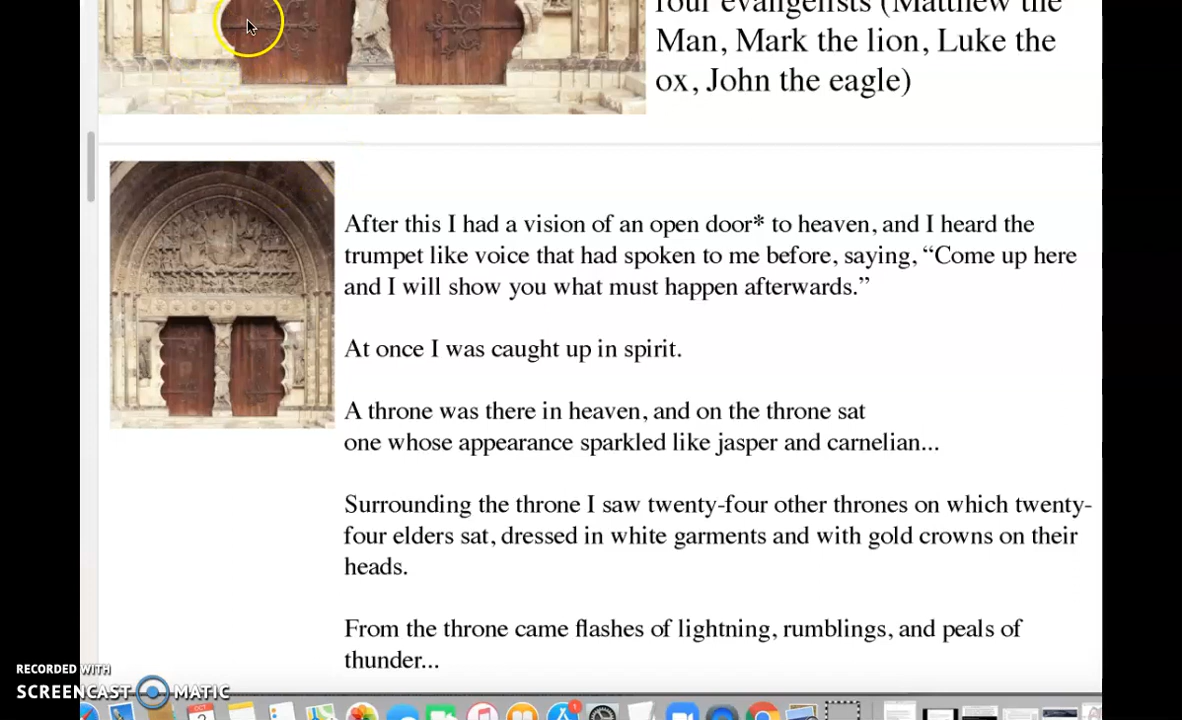 four evangelists (Matthew the
Man, Mark the lion, Luke the
ox, John the eagle)
After this I had a vision of an open door* to heaven, and I heard the
trumpet like voice that had spoken to me before, saying, “Come up here
and I will show you what must happen afterwards.”
At once I was caught up in spirit.
A throne was there in heaven, and on the throne sat
one whose appearance sparkled like jasper and carnelian...
Surrounding the throne I saw twenty-four other thrones on which twenty-
four elders sat, dressed in white garments and with gold crowns on their
heads.
From the throne came flashes of lightning, rumblings, and peals of
thunder...
RECORDED WITH
SCREENCAST MATIC
OCT
1